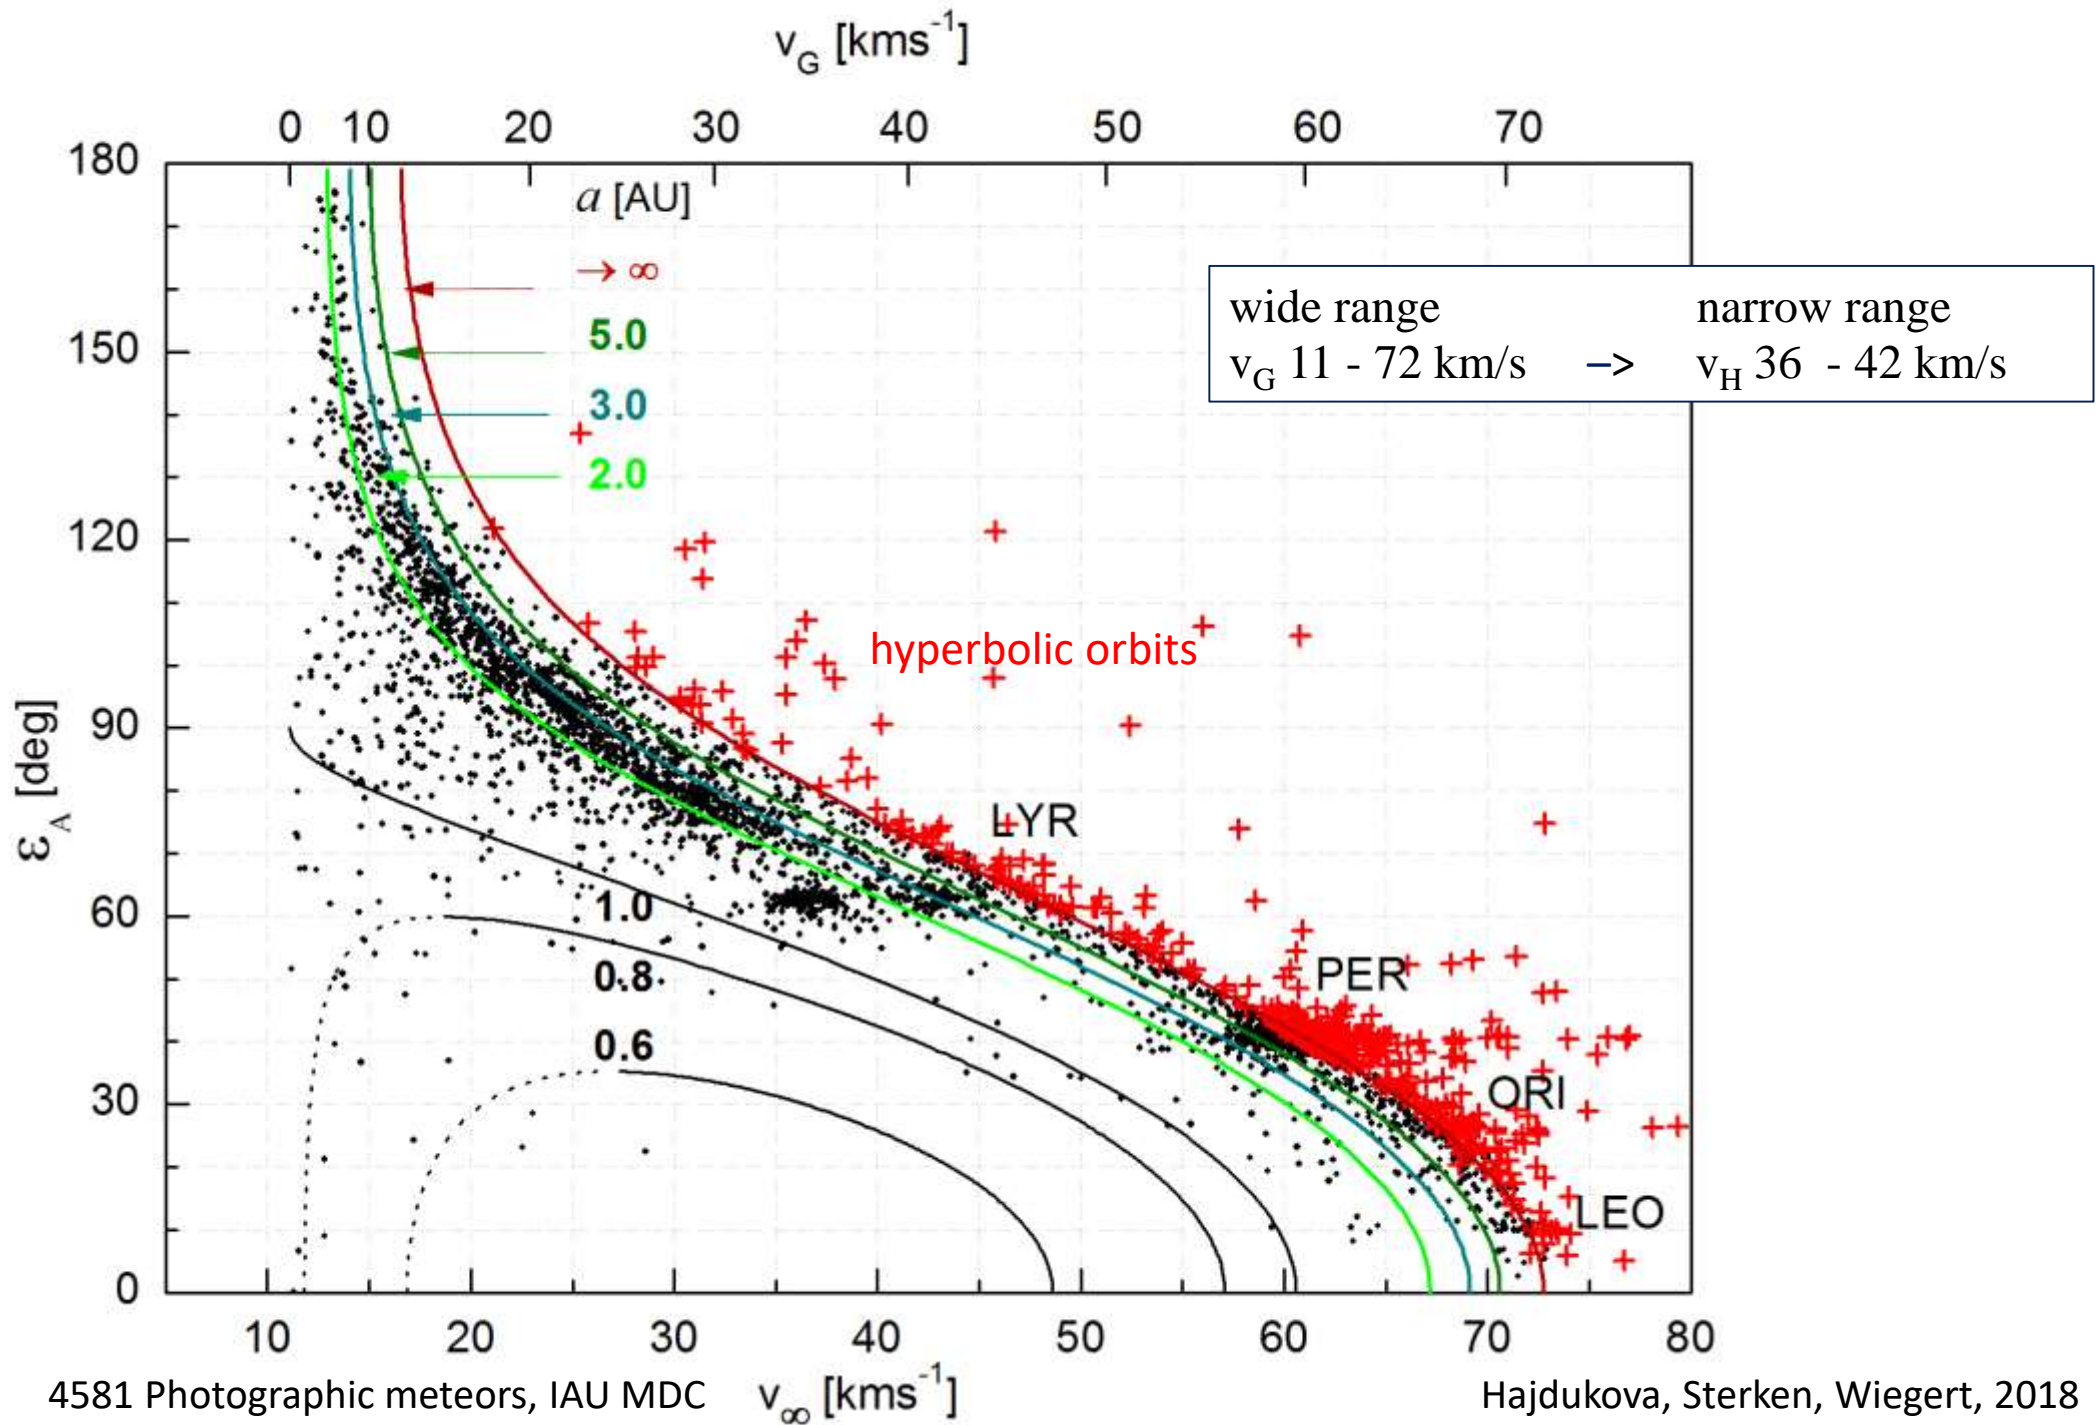 v_G [kms^-1]
0 10 20 30 40 50 60 70
180
150
120
90
60
30
0
ε_A [deg]
a [AU]
→ ∞
5.0
3.0
2.0
wide range narrow range
v_G 11 - 72 km/s –> v_H 36 - 42 km/s
hyperbolic orbits
LYR
1.0
PER
0.8
0.6
ORI
LEO
10 20 30 40 50 60 70 80
v_∞ [kms^-1]
4581 Photographic meteors, IAU MDC
Hajdukova, Sterken, Wiegert, 2018